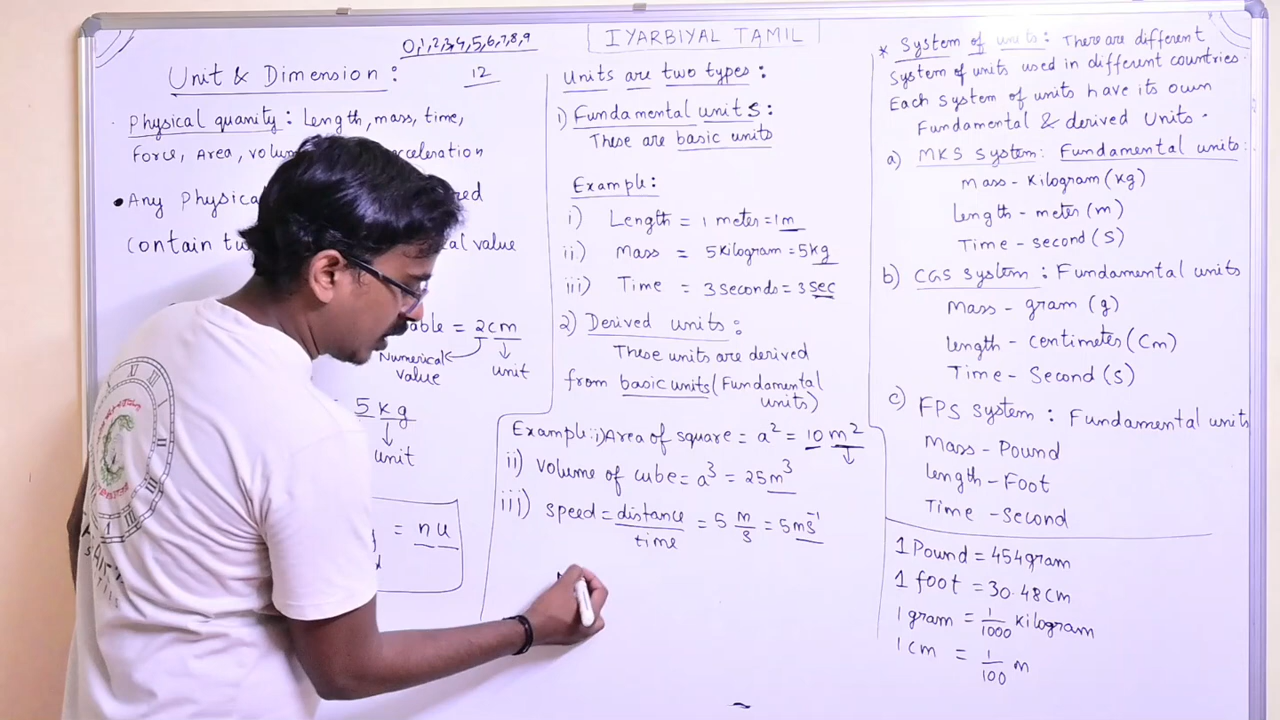 0,1,2,3,4,5,6,7,8,9
IYARBIYAL TAMIL
Unit & Dimension:
12
Physical quanity: Length, mass, time,
Force, Area, volu cceleration
• Any Physica red
Contain tw al value
able = 2cm
Numerical value
unit
5 kg
unit
= nu
Units are two types:
1) Fundamental units:
These are basic units
Example:
i) Length = 1 meter = 1m
ii) Mass = 5 kilogram = 5kg
iii) Time = 3 seconds = 3 sec
2) Derived units:
These units are derived
from basic units (Fundamental
units)
Example: i) Area of square = a² = 10 m²
ii) Volume of cube = a³ = 25m³
iii) speed = distance/time = 5 m/s = 5ms⁻¹
* System of units: There are different
System of units used in different countries.
Each system of units have its own
Fundamental & derived Units.
a) MKS System: Fundamental units:
Mass - Kilogram (kg)
Length - meter (m)
Time - second (S)
b) CGS system: Fundamental units
Mass - gram (g)
length - centimeter (Cm)
Time - Second (S)
c) FPS System: Fundamental units
Mass - Pound
Length - Foot
Time - Second
1 Pound = 454 gram
1 foot = 30.48 cm
1 gram = 1/1000 kilogram
1 cm = 1/100 m